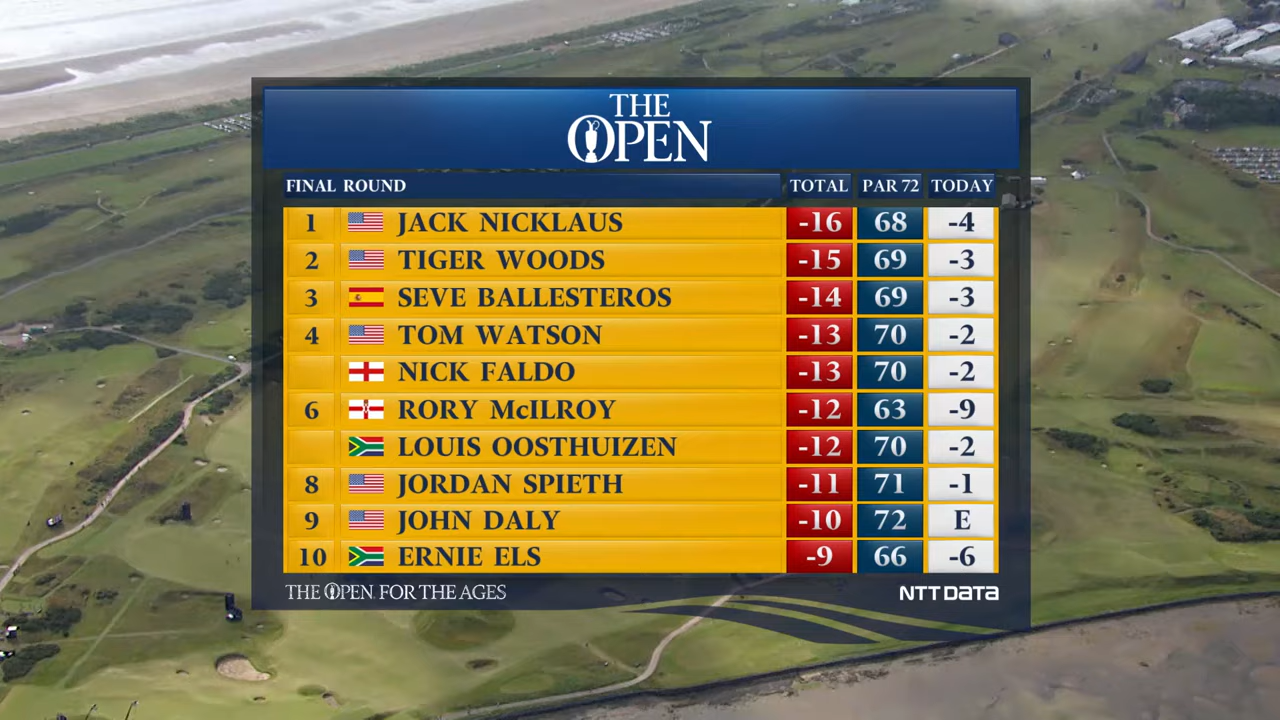 THE
OPEN
FINAL ROUND TOTAL PAR 72 TODAY
1 JACK NICKLAUS -16 68 -4
2 TIGER WOODS -15 69 -3
3 SEVE BALLESTEROS -14 69 -3
4 TOM WATSON -13 70 -2
NICK FALDO -13 70 -2
6 RORY McILROY -12 63 -9
LOUIS OOSTHUIZEN -12 70 -2
8 JORDAN SPIETH -11 71 -1
9 JOHN DALY -10 72 E
10 ERNIE ELS -9 66 -6
THE OPEN FOR THE AGES NTT DATA